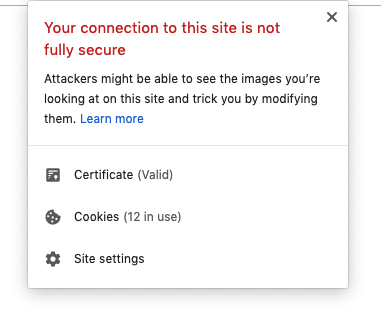 Your connection to this site is not
fully secure
Attackers might be able to see the images you're
looking at on this site and trick you by modifying
them. Learn more
Certificate (Valid)
Cookies (12 in use)
Site settings